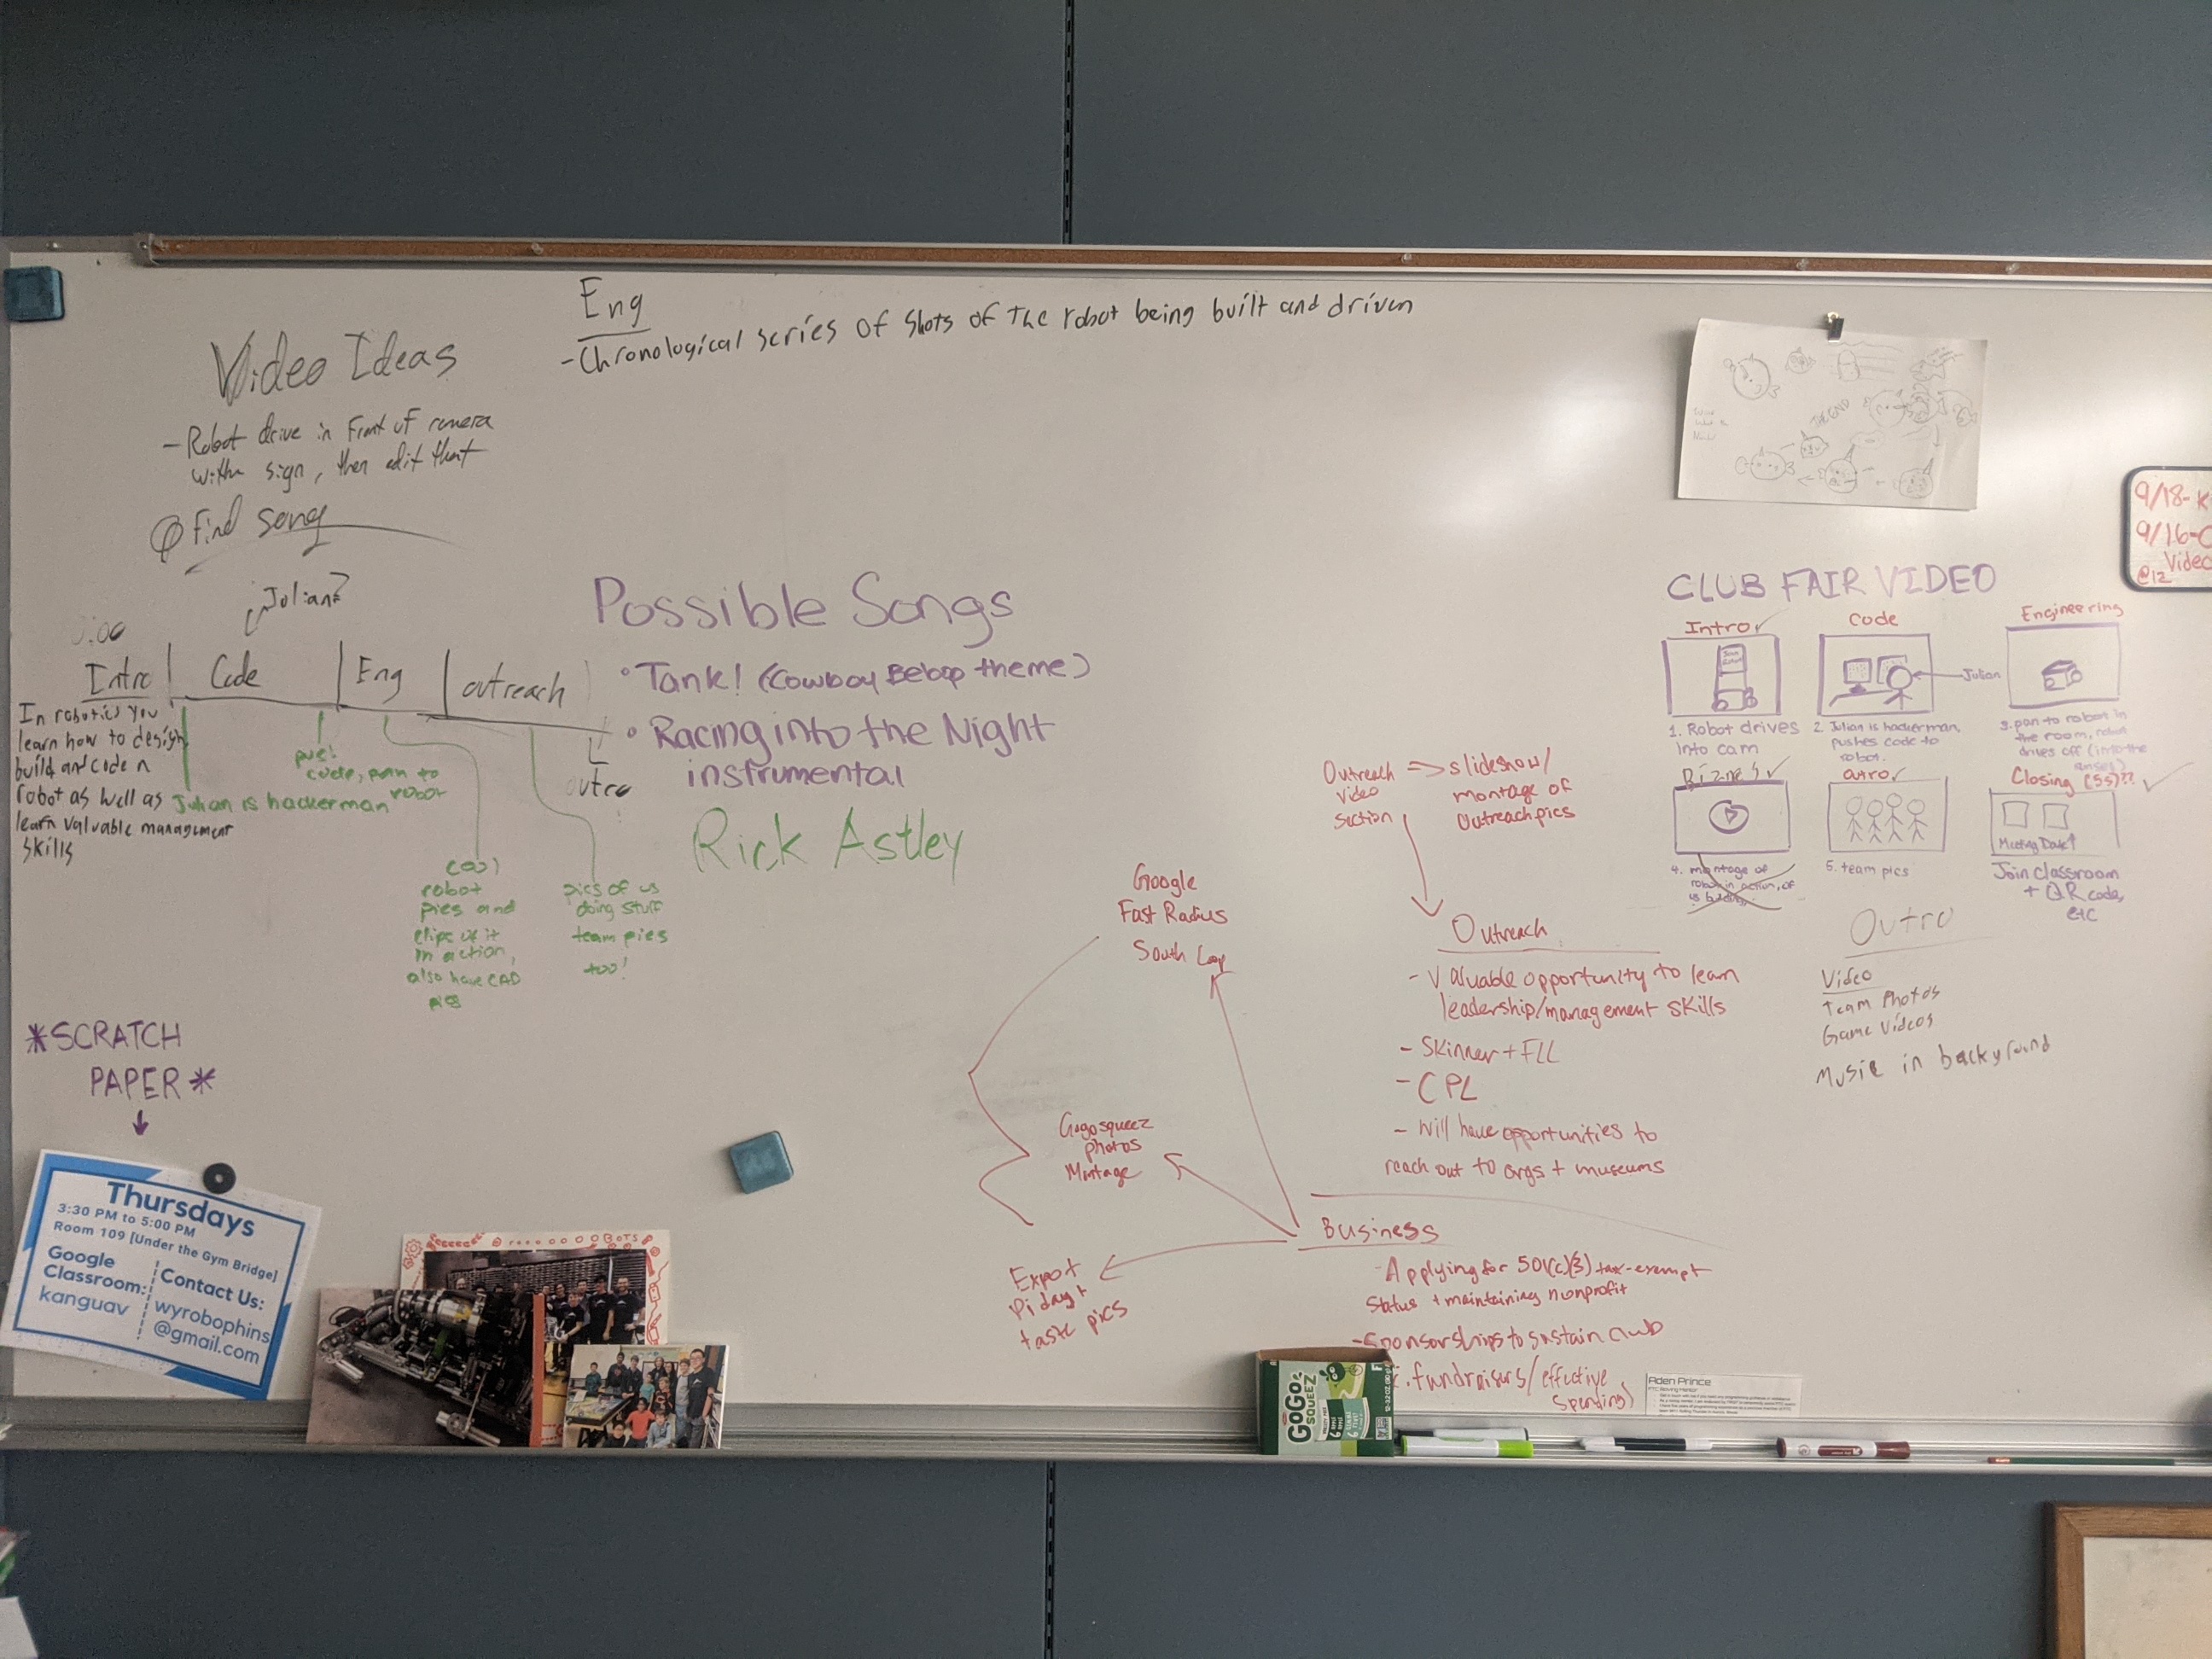 Eng
-Chronological series of shots of the robot being built and driven
Video Ideas
-Robot drive in front of camera
with sign, then edit that
Find song
Julian?
Intro
Code
Eng
outreach
outro
In robotics you
learn how to design
build and code a
robot as well as
learn valuable management
skills
Julian is hackerman
push
code, pan to
robot
cool
robot
pics and
clips of it
in action,
also have CAD
pics
pics of us
doing stuff
team pics
too!
Possible Songs
• Tank! (Cowboy Bebop theme)
• Racing into the Night
instrumental
Rick Astley
*SCRATCH
PAPER*
Thursdays
3:30 PM to 5:00 PM
Room 109 [Under the Gym Bridge]
Google
Classroom:
kanguav
Contact Us:
wyrobophins
@gmail.com
Google
Fast Radius
South Loop
Gogosqueez
photos
Montage
Expot
Pi day+
taste pics
Outreach
Video
Section
slideshow/
montage of
outreach pics
Outreach
- Valuable opportunity to learn
leadership/management skills
- Skinner + FLL
- CPL
- will have opportunities to
reach out to orgs + museums
Business
-Applying for 501(c)(3) tax-exempt
status + maintaining nonprofit
-Sponsorships to sustain club
fundraisers/effective
spending)
GoGo
SQUEEZ
Aden Prince
CLUB FAIR VIDEO
Intro ✓
1. Robot drives
into cam
Code
Julian
2. Julian is hackerman,
pushes code to
robot.
Engineering
3. pan to robot in
the room, robot
drives off (into the
Biznes ✓
4. montage of
robot in action, of
us building
outro ✓
5. team pics
Closing (5s)?? ✓
Meeting Date↑
Join classroom
+ QR code,
etc
Outro
Video
Team Photos
Game Videos
Music in background
9/18-K
9/16-C
Video
@12